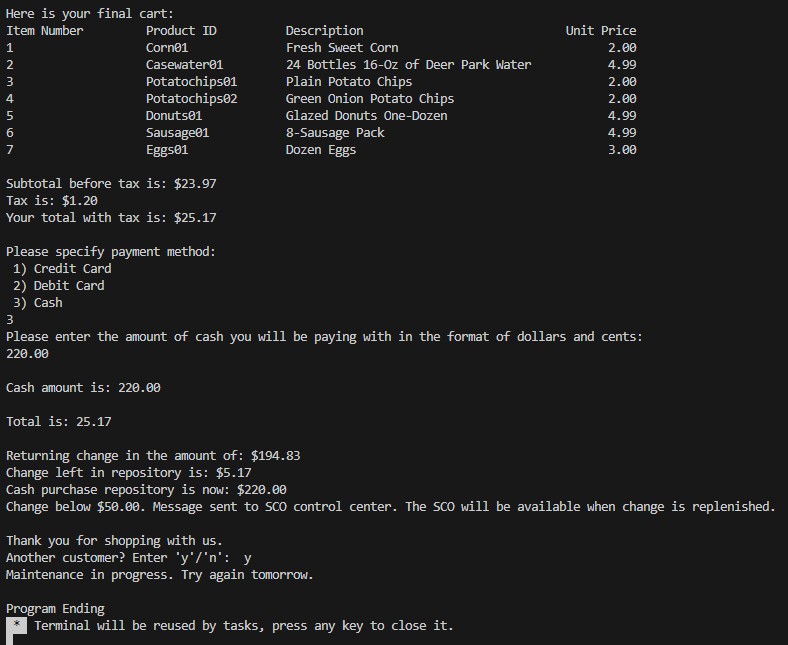 Here is your final cart:
Item Number Product ID Description Unit Price
1 Corn01 Fresh Sweet Corn 2.00
2 Casewater01 24 Bottles 16-Oz of Deer Park Water 4.99
3 Potatochips01 Plain Potato Chips 2.00
4 Potatochips02 Green Onion Potato Chips 2.00
5 Donuts01 Glazed Donuts One-Dozen 4.99
6 Sausage01 8-Sausage Pack 4.99
7 Eggs01 Dozen Eggs 3.00
Subtotal before tax is: $23.97
Tax is: $1.20
Your total with tax is: $25.17
Please specify payment method:
1) Credit Card
2) Debit Card
3) Cash
3
Please enter the amount of cash you will be paying with in the format of dollars and cents:
220.00
Cash amount is: 220.00
Total is: 25.17
Returning change in the amount of: $194.83
Change left in repository is: $5.17
Cash purchase repository is now: $220.00
Change below $50.00. Message sent to SCO control center. The SCO will be available when change is replenished.
Thank you for shopping with us.
Another customer? Enter 'y'/'n': y
Maintenance in progress. Try again tomorrow.
Program Ending
* Terminal will be reused by tasks, press any key to close it.